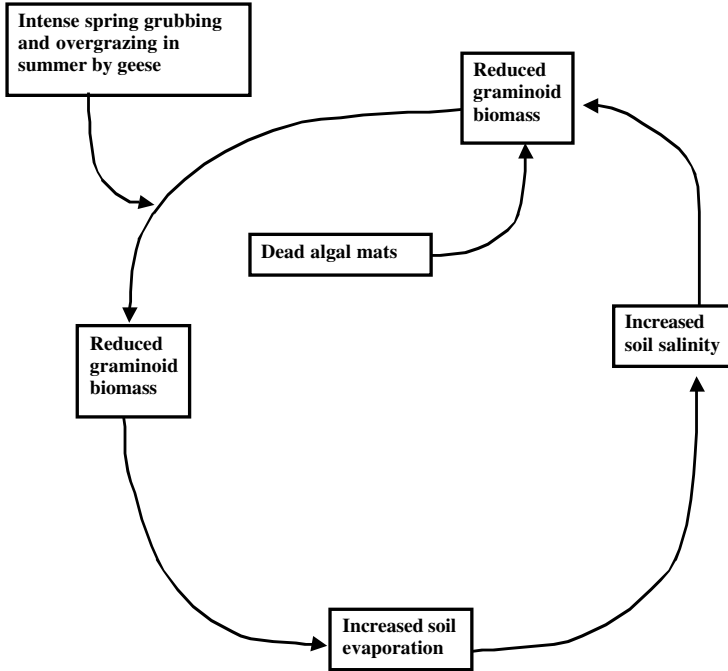 Intense spring grubbing
and overgrazing in
summer by geese
Reduced
graminoid
biomass
Dead algal mats
Increased
soil salinity
Reduced
graminoid
biomass
Increased soil
evaporation